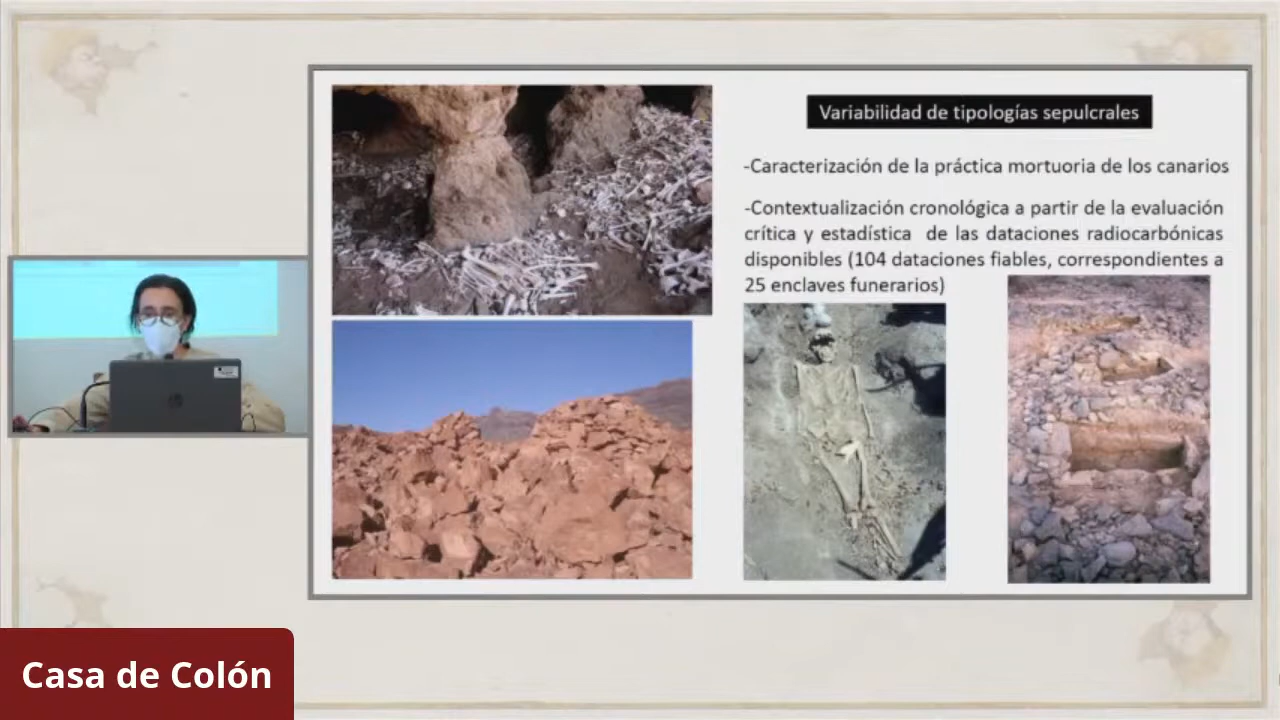 Variabilidad de tipologías sepulcrales
-Caracterización de la práctica mortuoria de los canarios
-Contextualización cronológica a partir de la evaluación
crítica y estadística de las dataciones radiocarbónicas
disponibles (104 dataciones fiables, correspondientes a
25 enclaves funerarios)
Casa de Colón